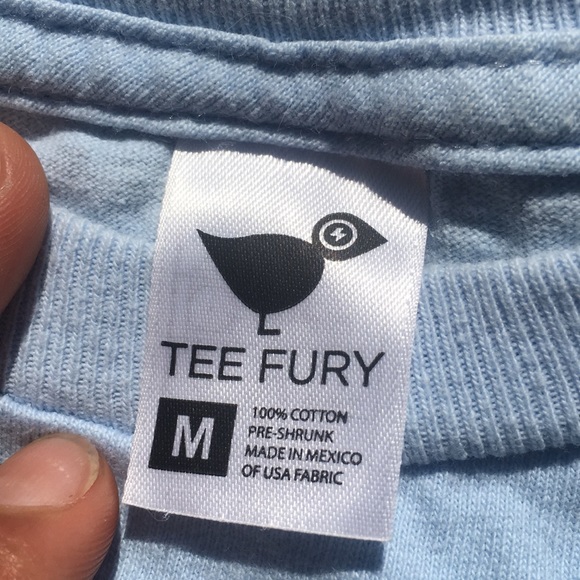 TEE FURY
M
100% COTTON
PRE-SHRUNK
MADE IN MEXICO
OF USA FABRIC